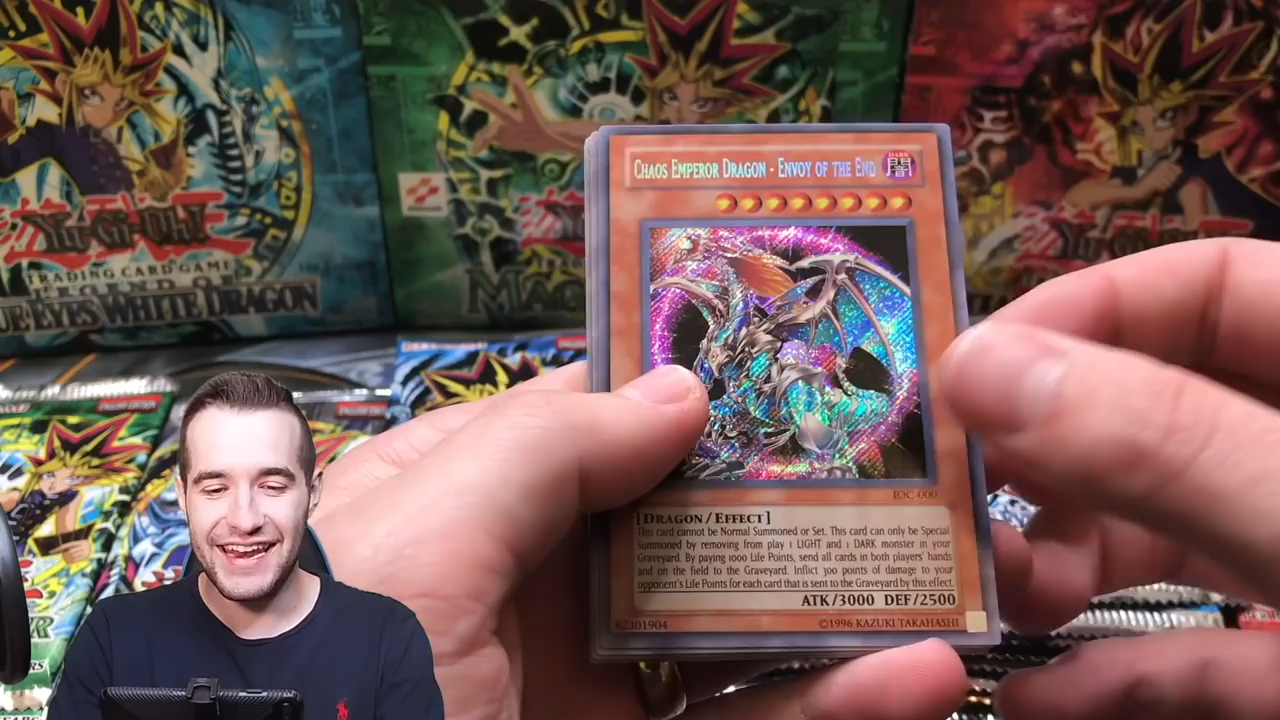 Yu-Gi-Oh!
TRADING CARD GAME
LEGEND OF
BLUE EYES WHITE DRAGON
CHAOS EMPEROR DRAGON - ENVOY OF THE END
DARK
闇
IOC-000
[DRAGON/EFFECT]
This card cannot be Normal Summoned or Set. This card can only be Special
Summoned by removing from play 1 LIGHT and 1 DARK monster in your
Graveyard. By paying 1000 Life Points, send all cards in both players' hands
and on the field to the Graveyard. Inflict 300 points of damage to your
opponent's Life Points for each card that is sent to the Graveyard by this effect.
ATK/3000 DEF/2500
82301904
©1996 KAZUKI TAKAHASHI